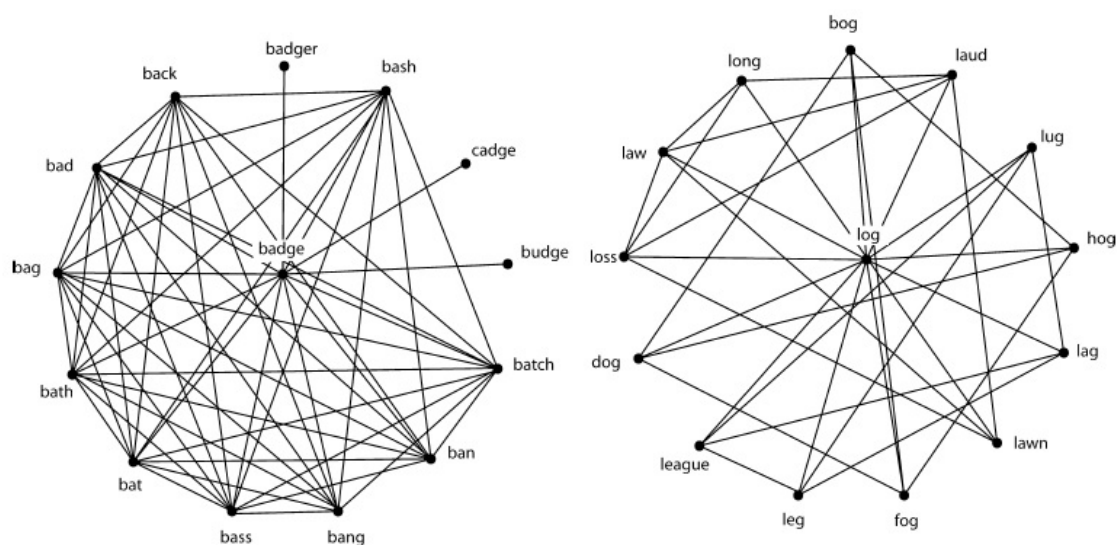 badger
back
bash
bad
cadge
badge
budge
bag
bath
batch
bat
ban
bass
bang
bog
long
laud
law
lug
log
hog
loss
dog
lag
league
lawn
leg
fog